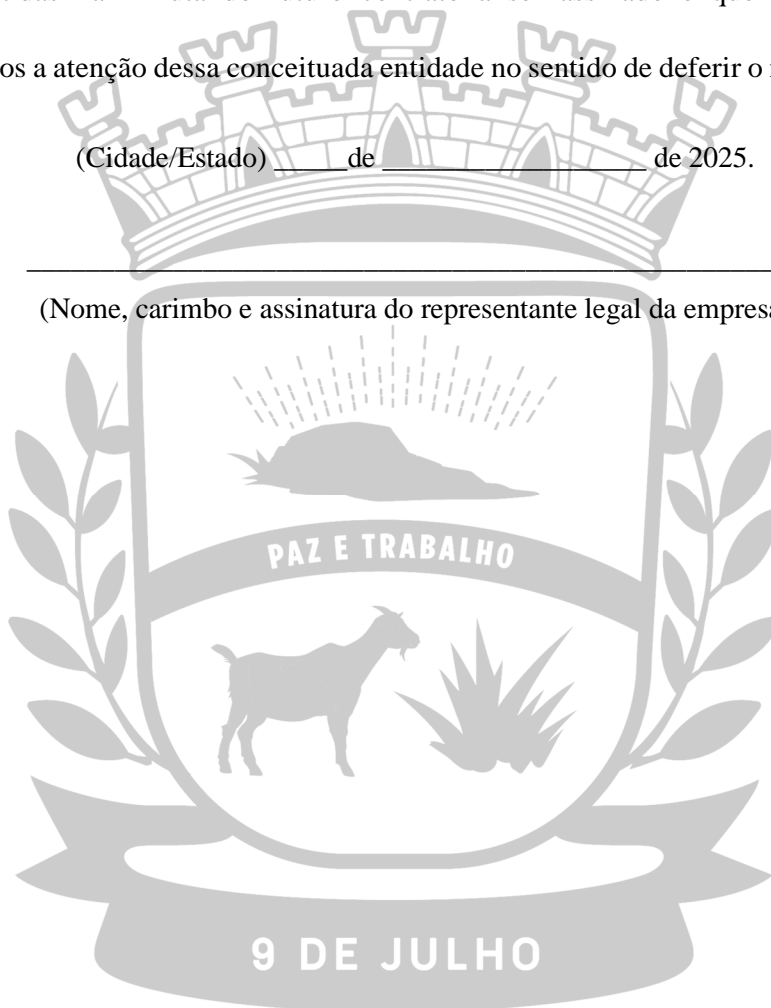 os a atenção dessa conceituada entidade no sentido de deferir o
(Cidade/Estado) _____de __________________ de 2025.
(Nome, carimbo e assinatura do representante legal da empresa
PAZ E TRABALHO
9 DE JULHO